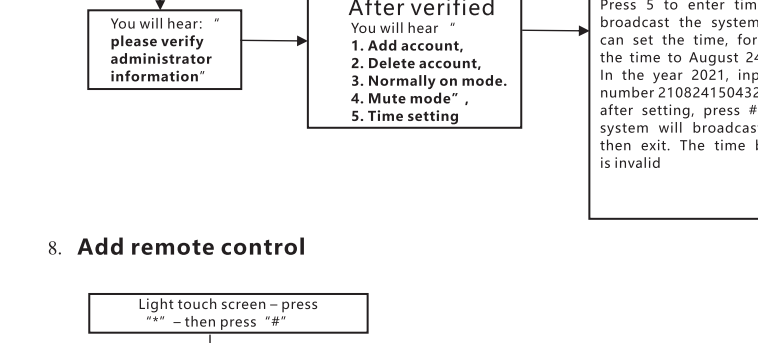 You will hear: "
please verify
administrator
information"
After verified
You will hear "
1. Add account,
2. Delete account,
3. Normally on mode.
4. Mute mode",
5. Time setting
Press 5 to enter tim
broadcast the system
can set the time, for
the time to August 24
In the year 2021, inp
number 210824150432
after setting, press #
system will broadcas
then exit. The time b
is invalid
8. Add remote control
Light touch screen – press
"*" – then press "#"